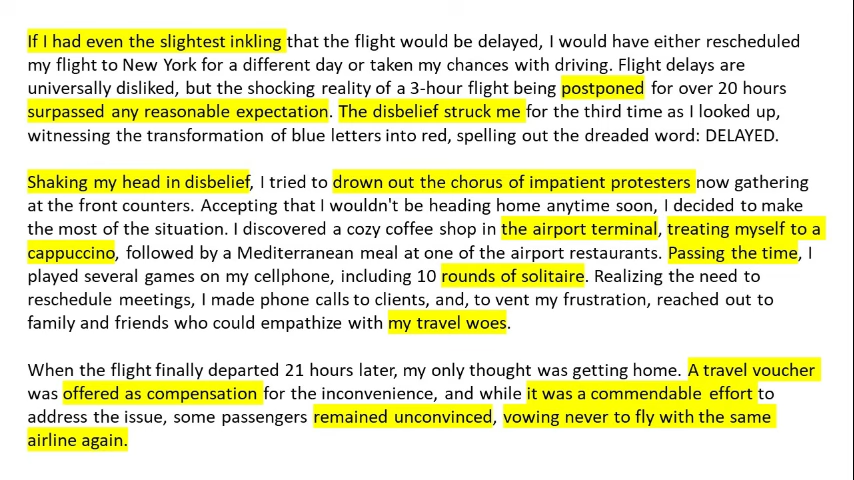 If I had even the slightest inkling that the flight would be delayed, I would have either rescheduled
my flight to New York for a different day or taken my chances with driving. Flight delays are
universally disliked, but the shocking reality of a 3-hour flight being postponed for over 20 hours
surpassed any reasonable expectation. The disbelief struck me for the third time as I looked up,
witnessing the transformation of blue letters into red, spelling out the dreaded word: DELAYED.
Shaking my head in disbelief, I tried to drown out the chorus of impatient protesters now gathering
at the front counters. Accepting that I wouldn't be heading home anytime soon, I decided to make
the most of the situation. I discovered a cozy coffee shop in the airport terminal, treating myself to a
cappuccino, followed by a Mediterranean meal at one of the airport restaurants. Passing the time, I
played several games on my cellphone, including 10 rounds of solitaire. Realizing the need to
reschedule meetings, I made phone calls to clients, and, to vent my frustration, reached out to
family and friends who could empathize with my travel woes.
When the flight finally departed 21 hours later, my only thought was getting home. A travel voucher
was offered as compensation for the inconvenience, and while it was a commendable effort to
address the issue, some passengers remained unconvinced, vowing never to fly with the same
airline again.